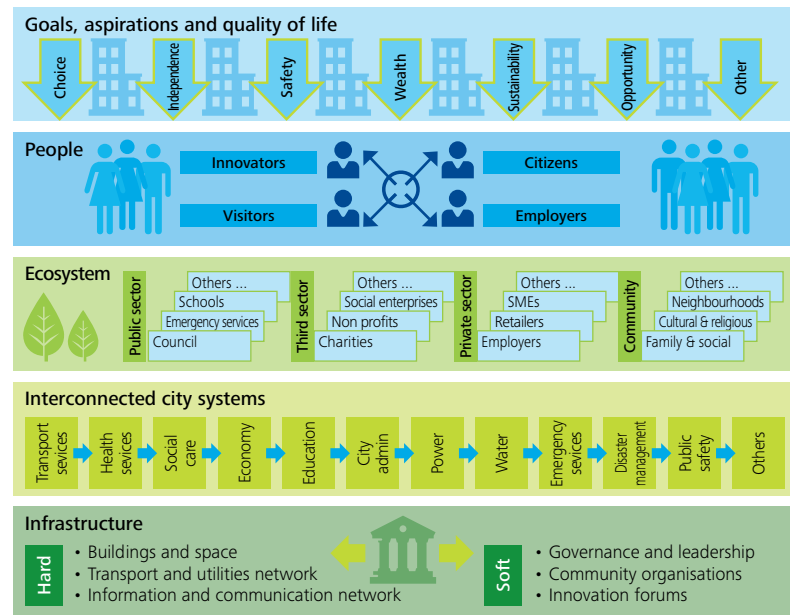 Goals, aspirations and quality of life
Choice
Independence
Safety
Wealth
Sustainability
Opportunity
Other
People
Innovators
Citizens
Visitors
Employers
Ecosystem
Public sector
Others ...
Schools
Emergency services
Council
Third sector
Others ...
Social enterprises
Non profits
Charities
Private sector
Others ...
SMEs
Retailers
Employers
Community
Others ...
Neighbourhoods
Cultural & religious
Family & social
Interconnected city systems
Transport
sevices
Health
sevices
Social
care
Economy
Education
City
admin
Power
Water
Emergency
sevices
Disaster
management
Public
safety
Others
Infrastructure
Hard
• Buildings and space
• Transport and utilities network
• Information and communication network
Soft
• Governance and leadership
• Community organisations
• Innovation forums